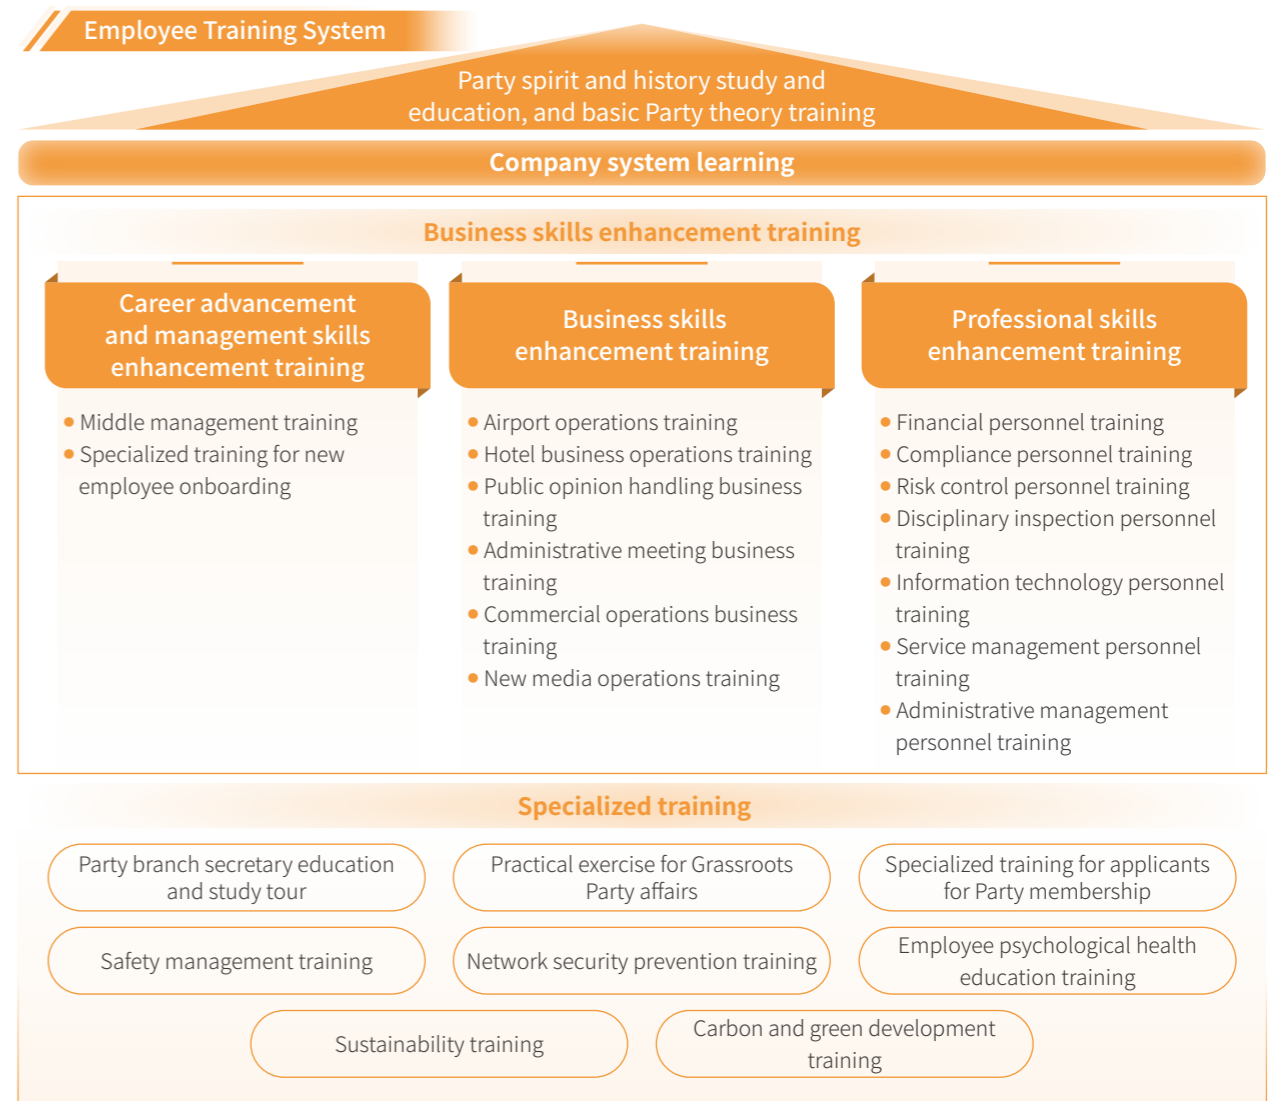 Employee Training System
Party spirit and history study and
education, and basic Party theory training
Company system learning
Business skills enhancement training
Career advancement
and management skills
enhancement training
• Middle management training
• Specialized training for new
employee onboarding
Business skills
enhancement training
• Airport operations training
• Hotel business operations training
• Public opinion handling business
training
• Administrative meeting business
training
• Commercial operations business
training
• New media operations training
Professional skills
enhancement training
• Financial personnel training
• Compliance personnel training
• Risk control personnel training
• Disciplinary inspection personnel
training
• Information technology personnel
training
• Service management personnel
training
• Administrative management
personnel training
Specialized training
Party branch secretary education
and study tour
Practical exercise for Grassroots
Party affairs
Specialized training for applicants
for Party membership
Safety management training
Network security prevention training
Employee psychological health
education training
Sustainability training
Carbon and green development
training